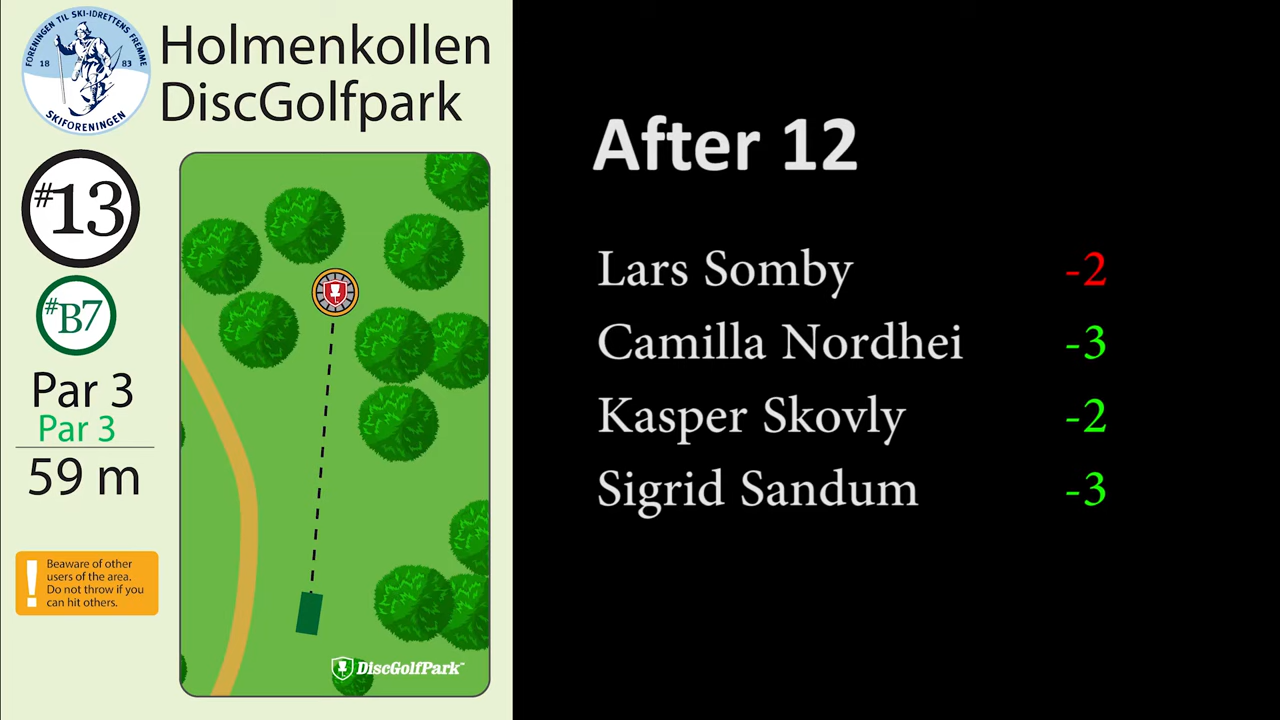 FORENINGEN TIL SKI-IDRETTENS FREMME
18 83
SKIFORENINGEN
Holmenkollen
DiscGolfpark
#13
#B7
Par 3
Par 3
59 m
!
Beaware of other
users of the area.
Do not throw if you
can hit others.
DiscGolfPark™
After 12
Lars Somby -2
Camilla Nordhei -3
Kasper Skovly -2
Sigrid Sandum -3